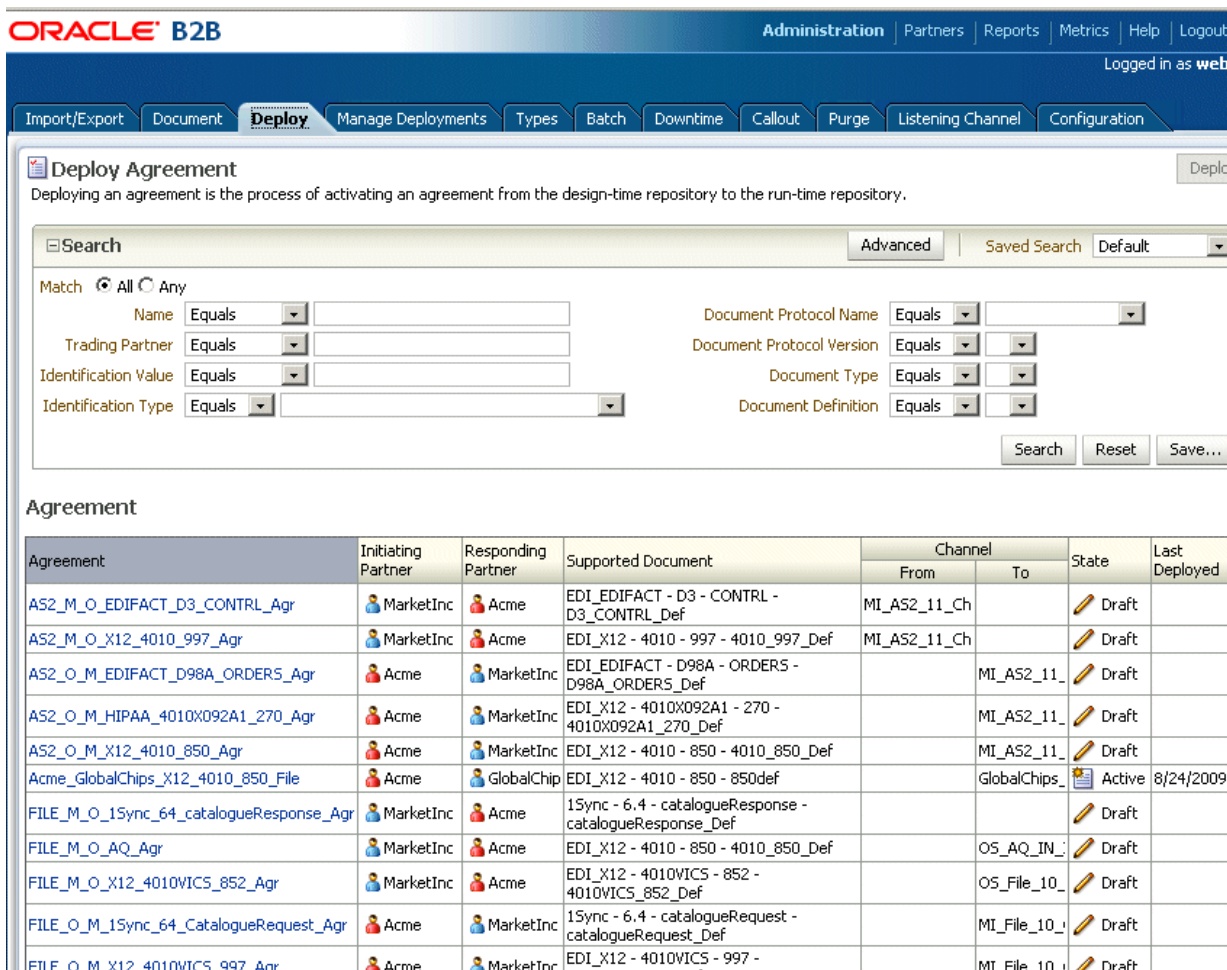 ORACLE B2B
Administration Partners Reports Metrics Help Logout
Logged in as web
Import/Export Document Deploy Manage Deployments Types Batch Downtime Callout Purge Listening Channel Configuration
Deploy Agreement
Deplo
Deploying an agreement is the process of activating an agreement from the design-time repository to the run-time repository.
Search Advanced Saved Search Default
Match All Any
Name Equals Document Protocol Name Equals
Trading Partner Equals Document Protocol Version Equals
Identification Value Equals Document Type Equals
Identification Type Equals Document Definition Equals
Search Reset Save...
Agreement
Agreement Initiating Partner Responding Partner Supported Document Channel From To State Last Deployed
AS2_M_O_EDIFACT_D3_CONTRL_Agr MarketInc Acme EDI_EDIFACT - D3 - CONTRL - D3_CONTRL_Def MI_AS2_11_Ch Draft
AS2_M_O_X12_4010_997_Agr MarketInc Acme EDI_X12 - 4010 - 997 - 4010_997_Def MI_AS2_11_Ch Draft
AS2_O_M_EDIFACT_D98A_ORDERS_Agr Acme MarketInc EDI_EDIFACT - D98A - ORDERS - D98A_ORDERS_Def MI_AS2_11_ Draft
AS2_O_M_HIPAA_4010X092A1_270_Agr Acme MarketInc EDI_X12 - 4010X092A1 - 270 - 4010X092A1_270_Def MI_AS2_11_ Draft
AS2_O_M_X12_4010_850_Agr Acme MarketInc EDI_X12 - 4010 - 850 - 4010_850_Def MI_AS2_11_ Draft
Acme_GlobalChips_X12_4010_850_File Acme GlobalChip EDI_X12 - 4010 - 850 - 850def GlobalChips_ Active 8/24/2009
FILE_M_O_1Sync_64_catalogueResponse_Agr MarketInc Acme 1Sync - 6.4 - catalogueResponse - catalogueResponse_Def Draft
FILE_M_O_AQ_Agr MarketInc Acme EDI_X12 - 4010 - 850 - 4010_850_Def OS_AQ_IN_ Draft
FILE_M_O_X12_4010VICS_852_Agr MarketInc Acme EDI_X12 - 4010VICS - 852 - 4010VICS_852_Def OS_File_10_ Draft
FILE_O_M_1Sync_64_CatalogueRequest_Agr Acme MarketInc 1Sync - 6.4 - catalogueRequest - catalogueRequest_Def MI_File_10_ Draft
FILE_O_M_X12_4010VICS_997_Agr Acme MarketInc EDI_X12 - 4010VICS - 997 - MI_File_10_ Draft